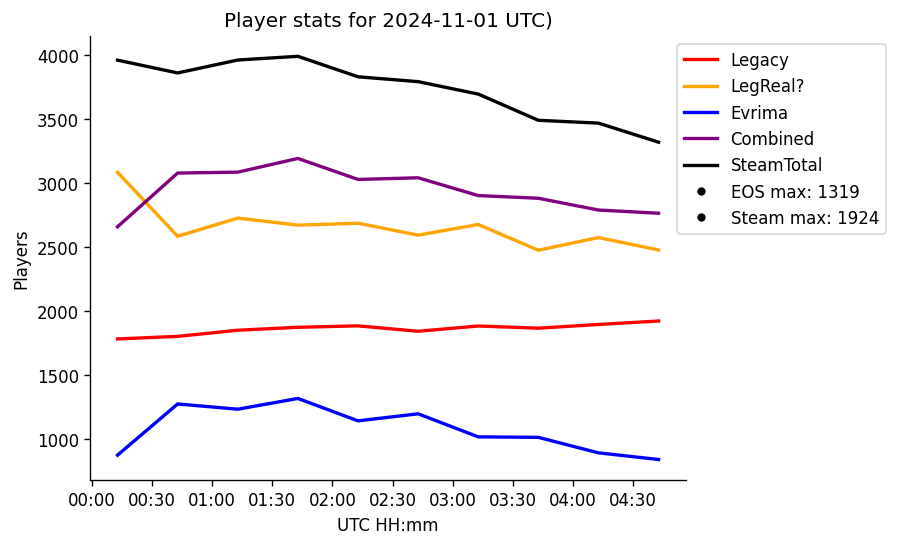 Player stats for 2024-11-01 UTC)
4000
3500
3000
2500
2000
1500
1000
Players
00:00 00:30 01:00 01:30 02:00 02:30 03:00 03:30 04:00 04:30
UTC HH:mm
Legacy
LegReal?
Evrima
Combined
SteamTotal
EOS max: 1319
Steam max: 1924